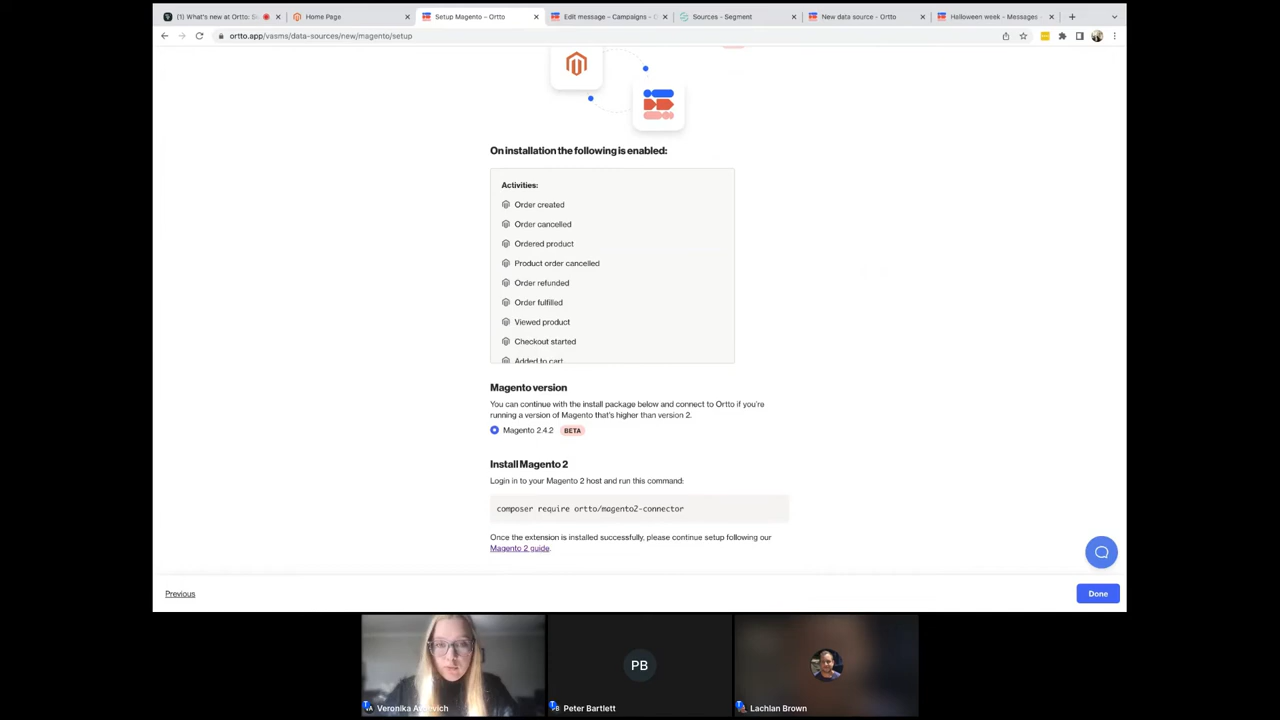 (1) What's new at Ortto: S
Home Page
Setup Magento – Ortto
Edit message – Campaigns -
Sources - Segment
New data source - Ortto
Halloween week - Messages
ortto.app/vasms/data-sources/new/magento/setup
On installation the following is enabled:
Activities:
Order created
Order cancelled
Ordered product
Product order cancelled
Order refunded
Order fulfilled
Viewed product
Checkout started
Added to cart
Magento version
You can continue with the install package below and connect to Ortto if you're
running a version of Magento that's higher than version 2.
Magento 2.4.2 BETA
Install Magento 2
Login in to your Magento 2 host and run this command:
composer require ortto/magento2-connector
Once the extension is installed successfully, please continue setup following our
Magento 2 guide.
Previous
Done
PB
Veronika
Peter Bartlett
Lachlan Brown